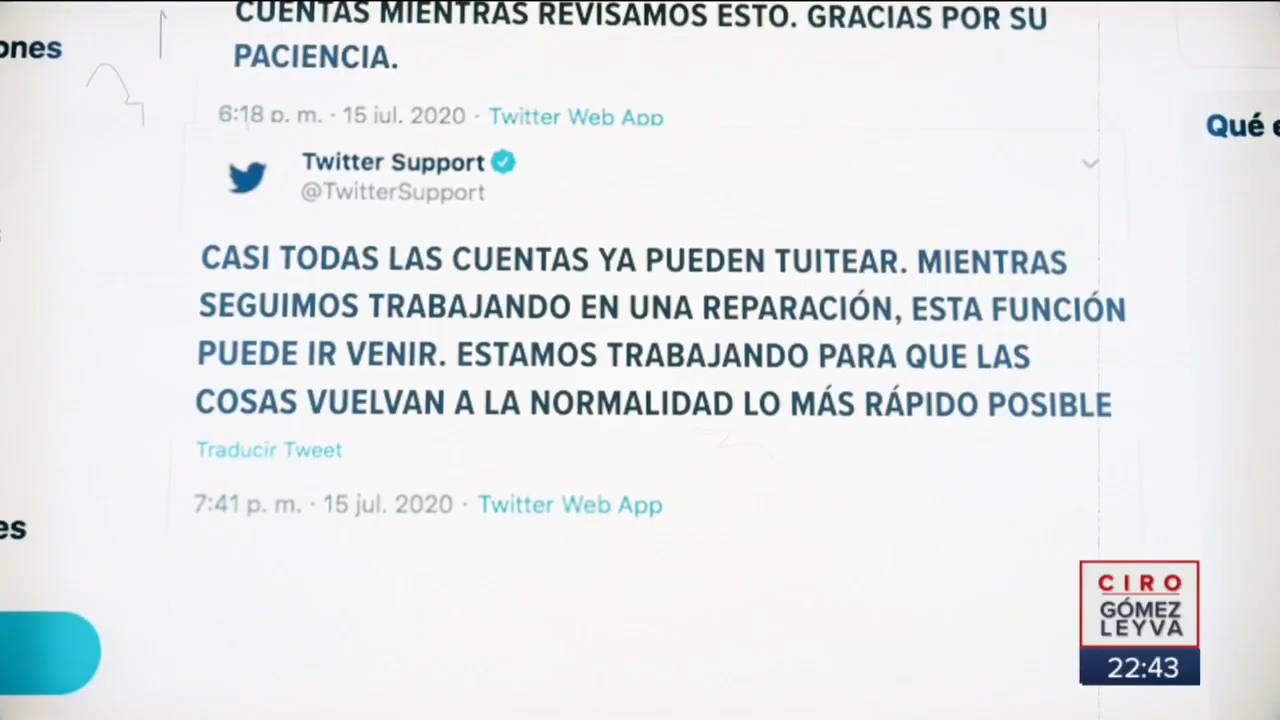 CUENTAS MIENTRAS REVISAMOS ESTO. GRACIAS POR SU
PACIENCIA.
6:18 p. m. · 15 jul. 2020 · Twitter Web App
Twitter Support
@TwitterSupport
CASI TODAS LAS CUENTAS YA PUEDEN TUITEAR. MIENTRAS
SEGUIMOS TRABAJANDO EN UNA REPARACIÓN, ESTA FUNCIÓN
PUEDE IR VENIR. ESTAMOS TRABAJANDO PARA QUE LAS
COSAS VUELVAN A LA NORMALIDAD LO MÁS RÁPIDO POSIBLE
Traducir Tweet
7:41 p. m. · 15 jul. 2020 · Twitter Web App
Qué
CIRO
GÓMEZ
LEYVA
22:43